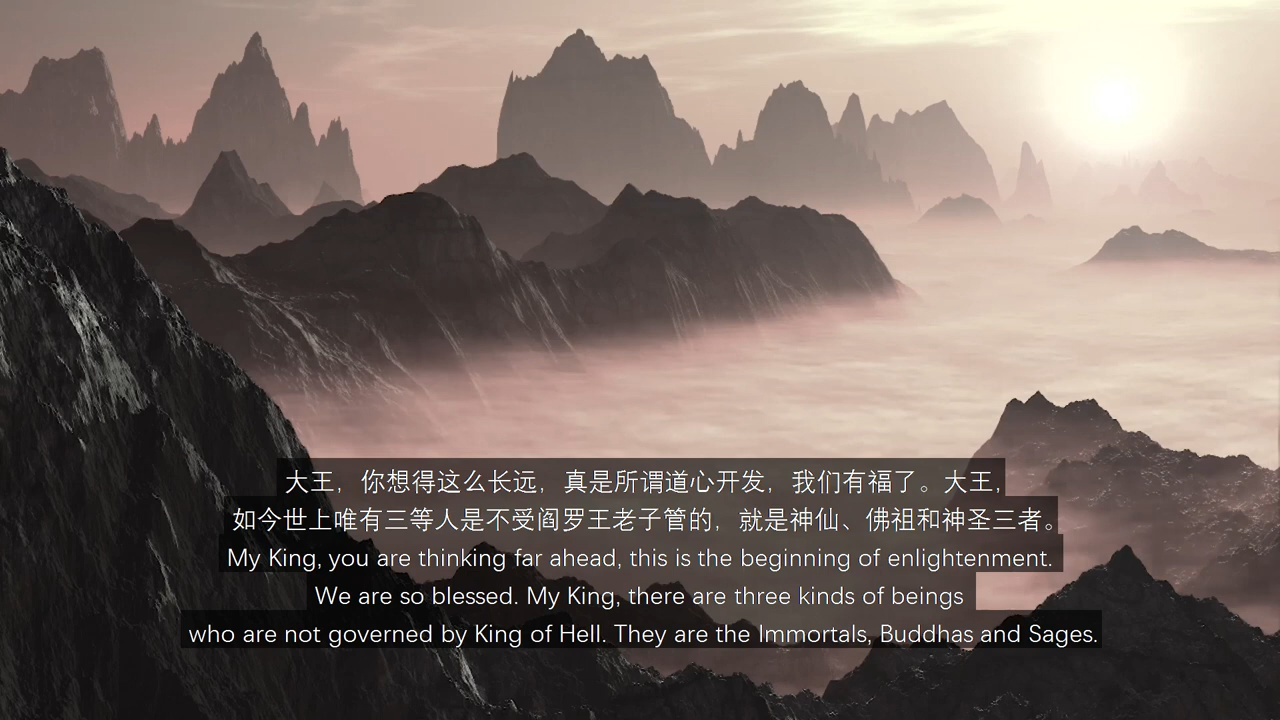 大王，你想得这么长远，真是所谓道心开发，我们有福了。大王，
如今世上唯有三等人是不受阎罗王老子管的，就是神仙、佛祖和神圣三者。
My King, you are thinking far ahead, this is the beginning of enlightenment.
We are so blessed. My King, there are three kinds of beings
who are not governed by King of Hell. They are the Immortals, Buddhas and Sages.